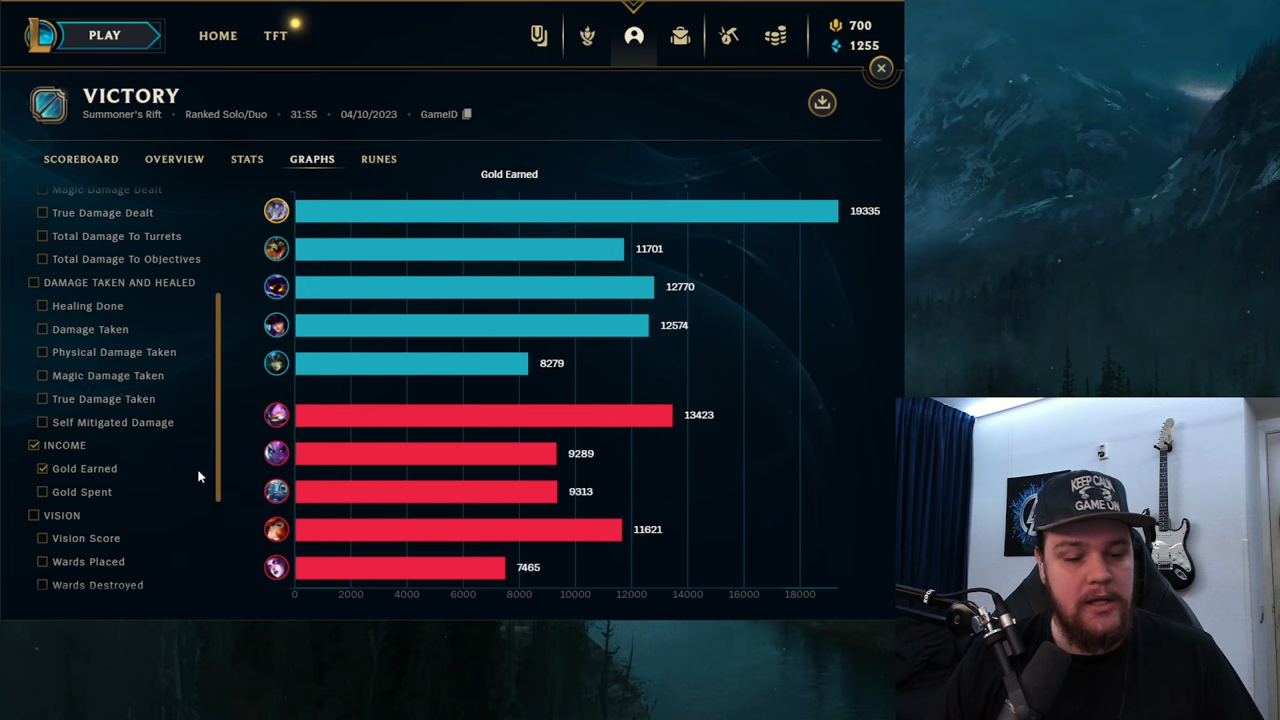 PLAY
HOME
TFT
700
1255
VICTORY
Summoner's Rift • Ranked Solo/Duo • 31:55 • 04/10/2023 • GameID
SCOREBOARD OVERVIEW STATS GRAPHS RUNES
Gold Earned
Magic Damage Dealt
True Damage Dealt
Total Damage To Turrets
Total Damage To Objectives
DAMAGE TAKEN AND HEALED
Healing Done
Damage Taken
Physical Damage Taken
Magic Damage Taken
True Damage Taken
Self Mitigated Damage
INCOME
Gold Earned
Gold Spent
VISION
Vision Score
Wards Placed
Wards Destroyed
19335
11701
12770
12574
8279
13423
9289
9313
11621
7465
0 2000 4000 6000 8000 10000 12000 14000 16000 18000
KEEP CALM
GAME ON